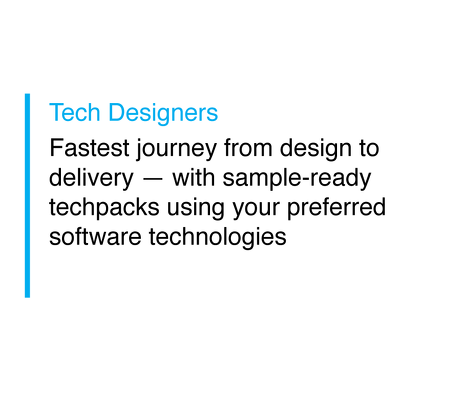 Tech Designers
Fastest journey from design to
delivery — with sample-ready
techpacks using your preferred
software technologies